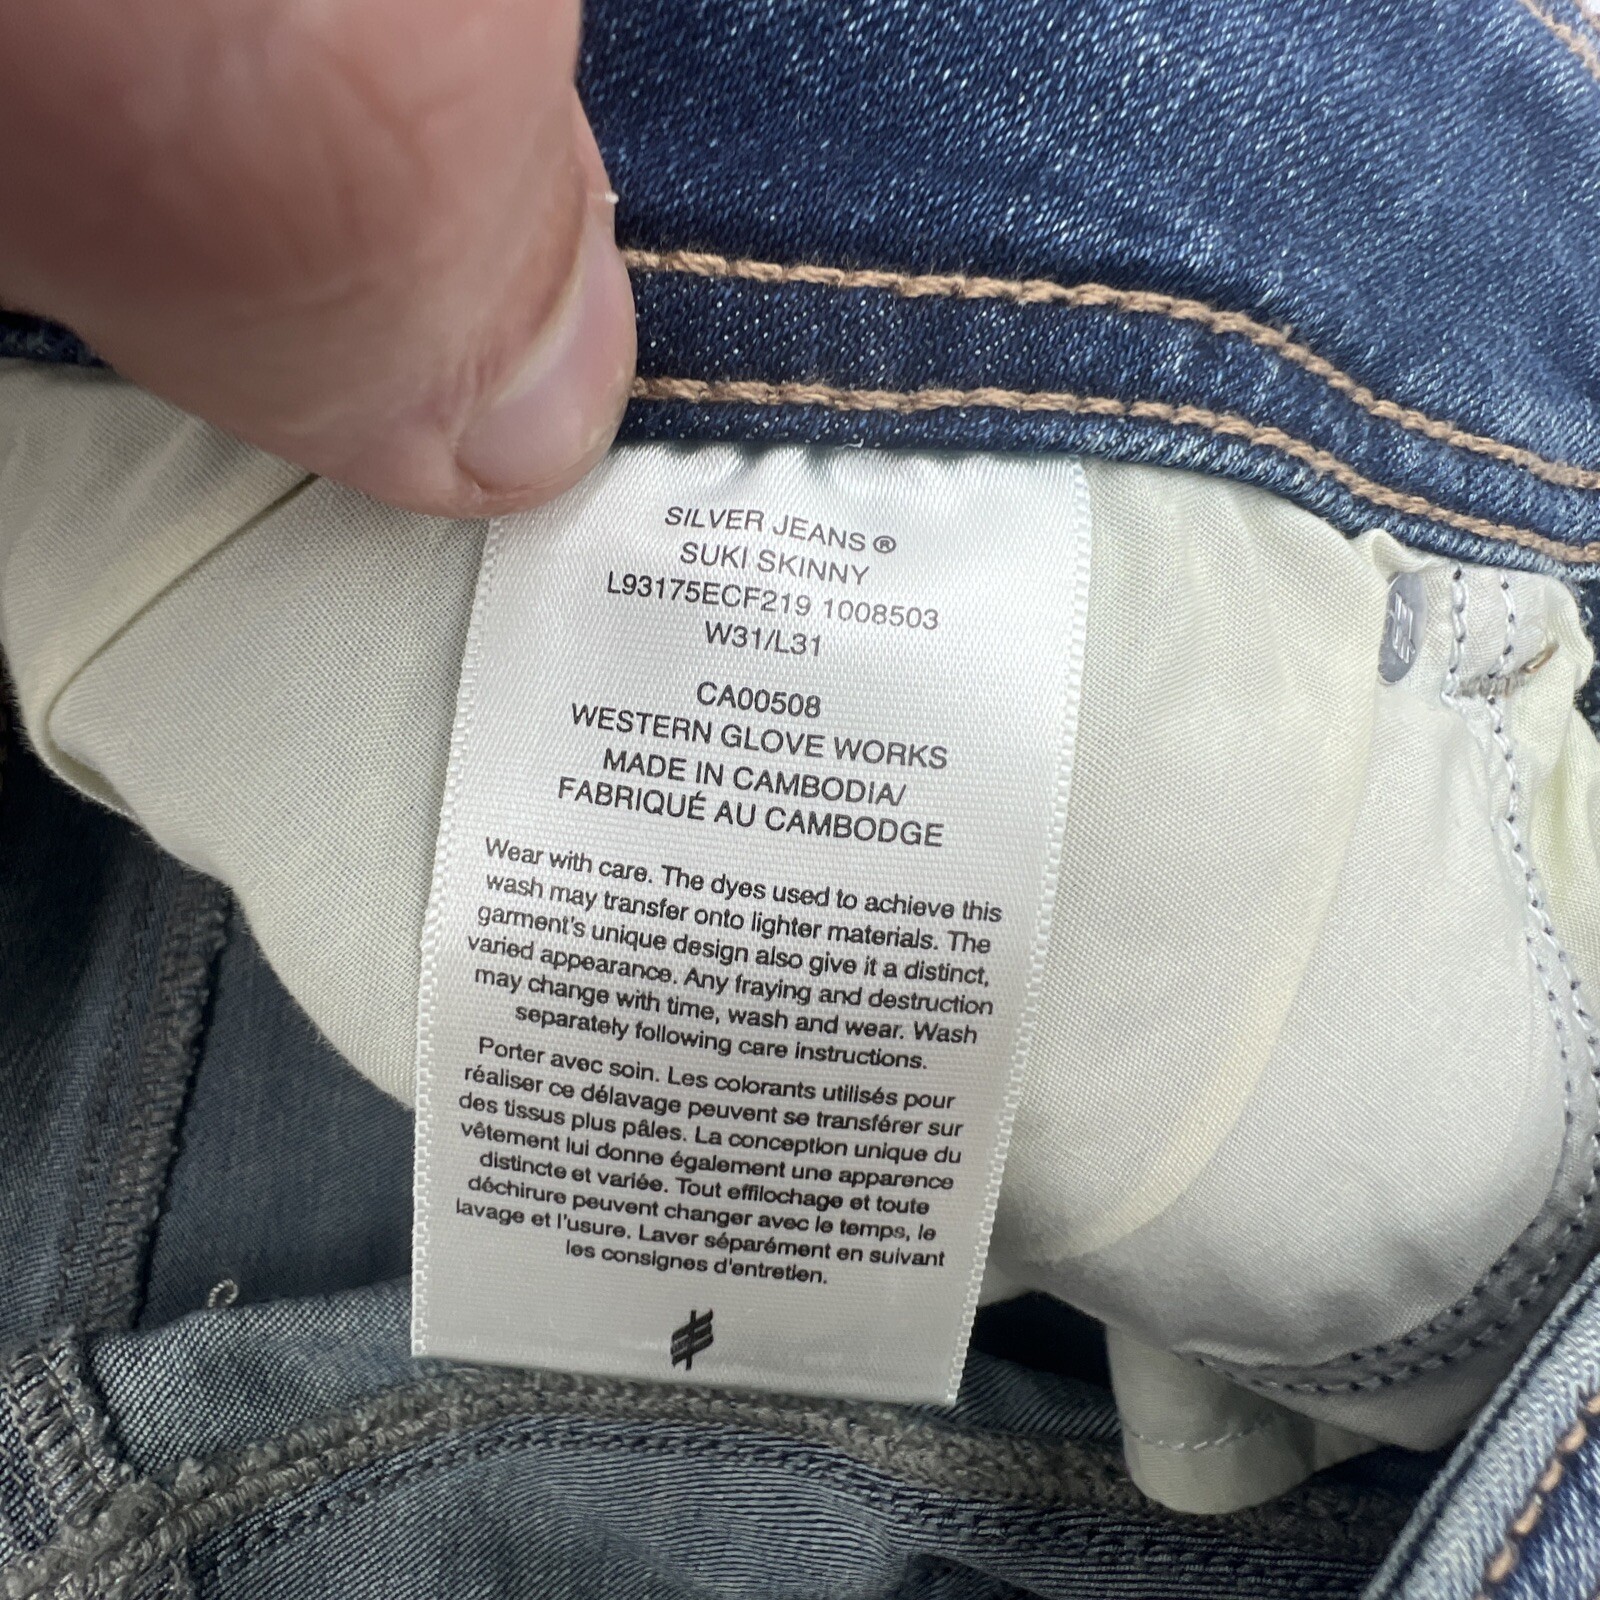 SILVER JEANS ®
SUKI SKINNY
L93175ECF219 1008503
W31/L31
CA00508
WESTERN GLOVE WORKS
MADE IN CAMBODIA/
FABRIQUÉ AU CAMBODGE
Wear with care. The dyes used to achieve this
wash may transfer onto lighter materials. The
garment's unique design also give it a distinct,
varied appearance. Any fraying and destruction
may change with time, wash and wear. Wash
separately following care instructions.
Porter avec soin. Les colorants utilisés pour
réaliser ce délavage peuvent se transférer sur
des tissus plus pâles. La conception unique du
vêtement lui donne également une apparence
distincte et variée. Tout effilochage et toute
déchirure peuvent changer avec le temps, le
lavage et l'usure. Laver séparément en suivant
les consignes d'entretien.